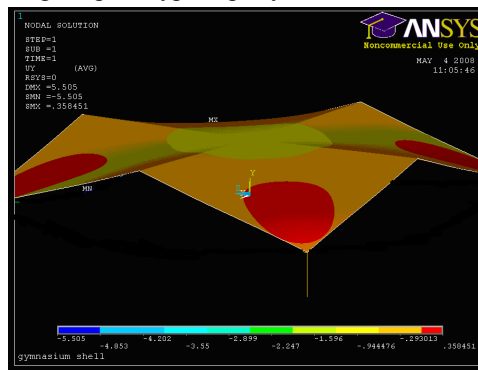 1
NODAL SOLUTION
STEP=1
SUB =1
TIME=1
UY (AVG)
RSYS=0
DMX =5.505
SMN =-5.505
SMX =.358451
ANSYS
Noncommercial Use Only
MAY 4 2008
11:05:46
MX
MN
Y
-5.505 -4.853 -4.202 -3.55 -2.899 -2.247 -1.596 -.944476 -.293013 .358451
gymnasium shell